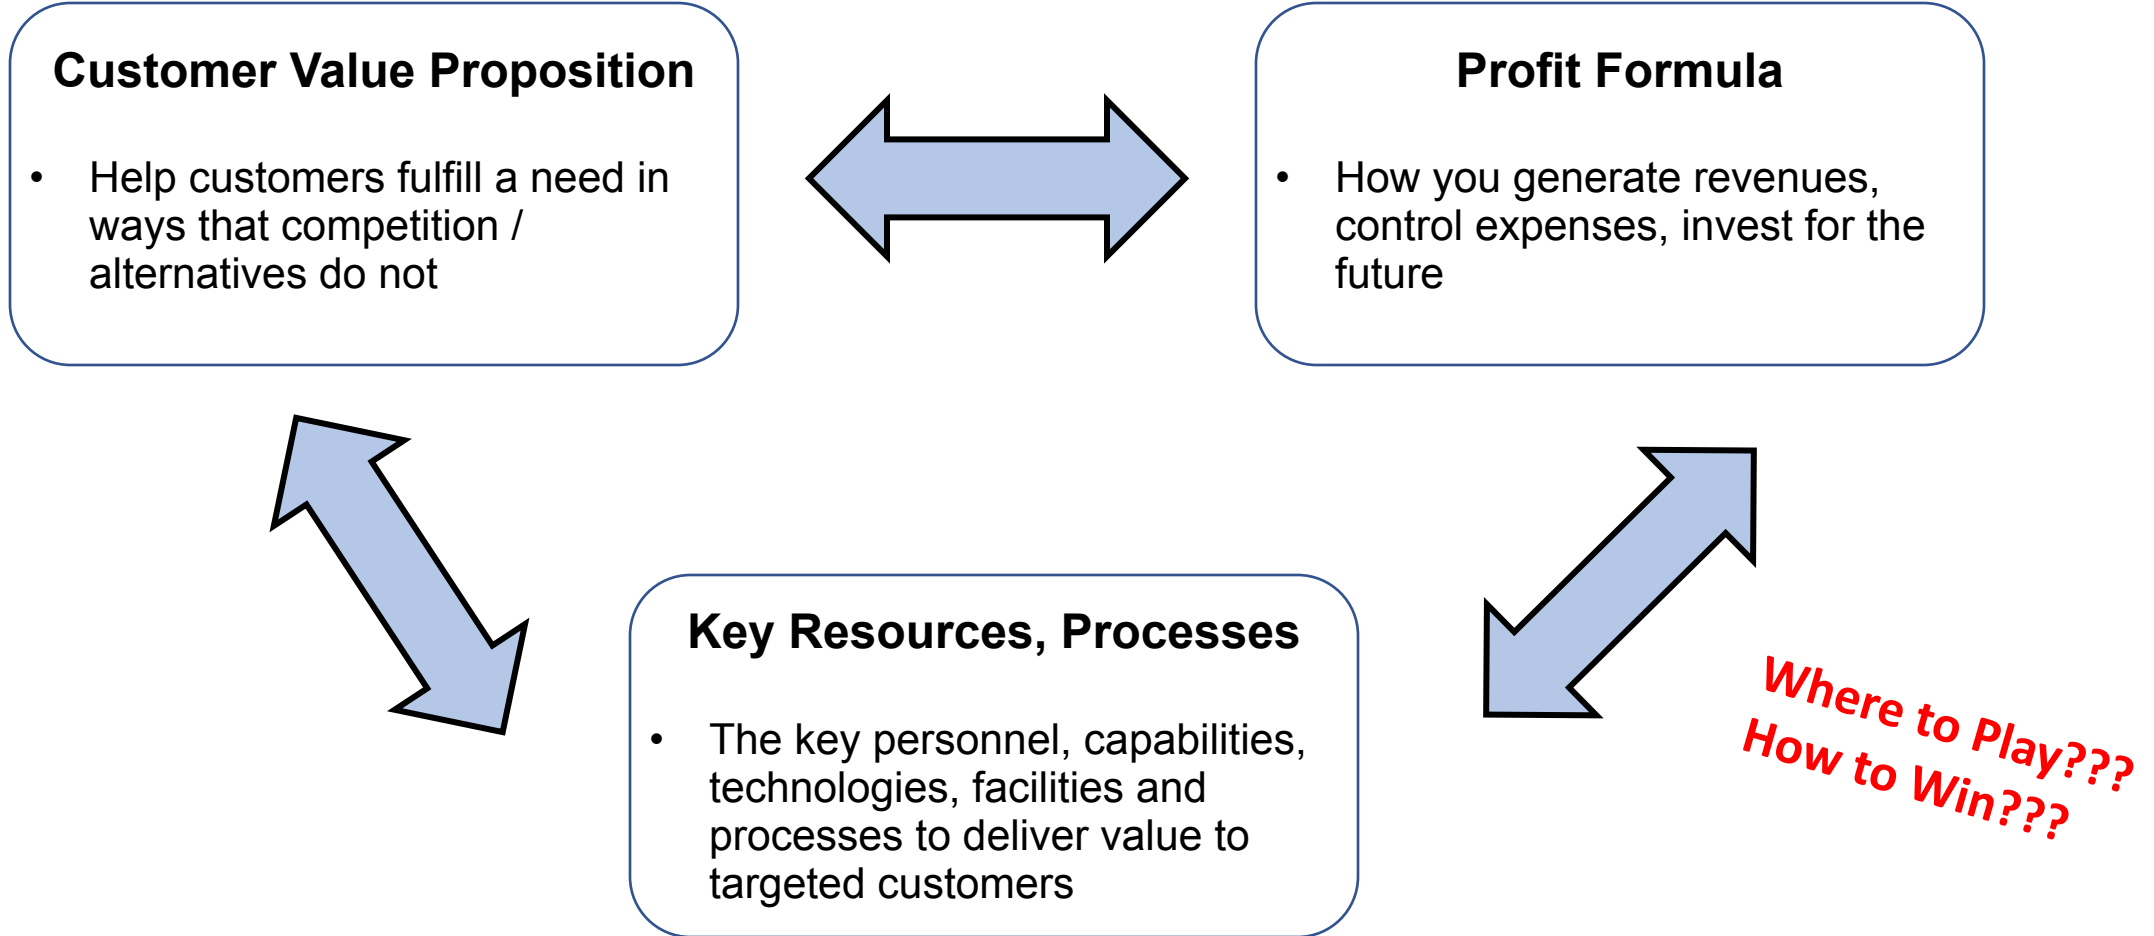 Customer Value Proposition
• Help customers fulfill a need in
ways that competition /
alternatives do not
Profit Formula
• How you generate revenues,
control expenses, invest for the
future
Key Resources, Processes
• The key personnel, capabilities,
technologies, facilities and
processes to deliver value to
targeted customers
Where to Play???
How to Win???